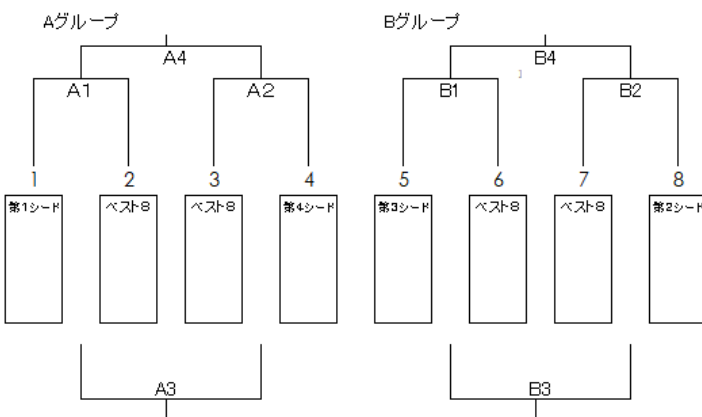 Aグループ Bグループ
A4 B4
A1 A2 B1 B2
1 2 3 4 5 6 7 8
第1シード ベスト8 ベスト8 第4シード 第3シード ベスト8 ベスト8 第2シード
A3 B3